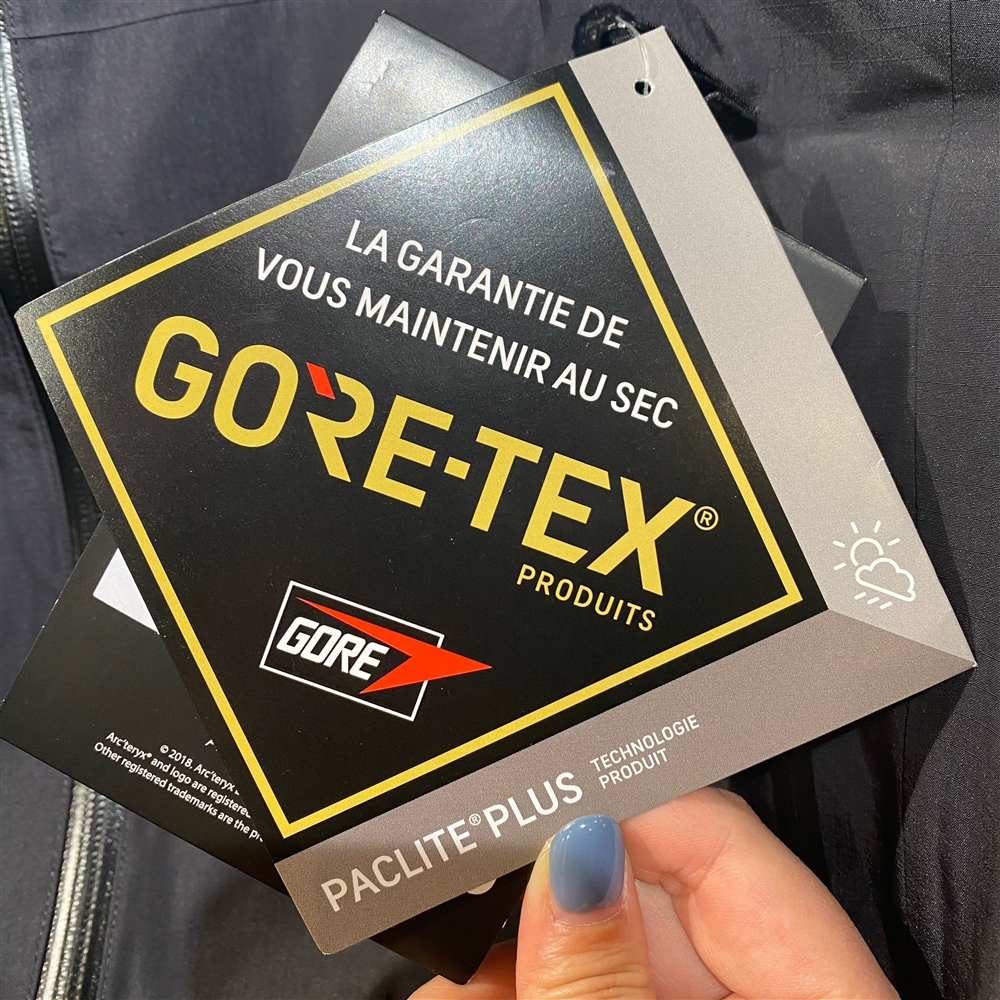 LA GARANTIE DE
VOUS MAINTENIR AU SEC
GORE-TEX®
PRODUITS
GORE
PACLITE® PLUS
TECHNOLOGIE
PRODUIT
© 2018. Arc'teryx
Arc'teryx® and logo are registered
Other registered trademarks are the